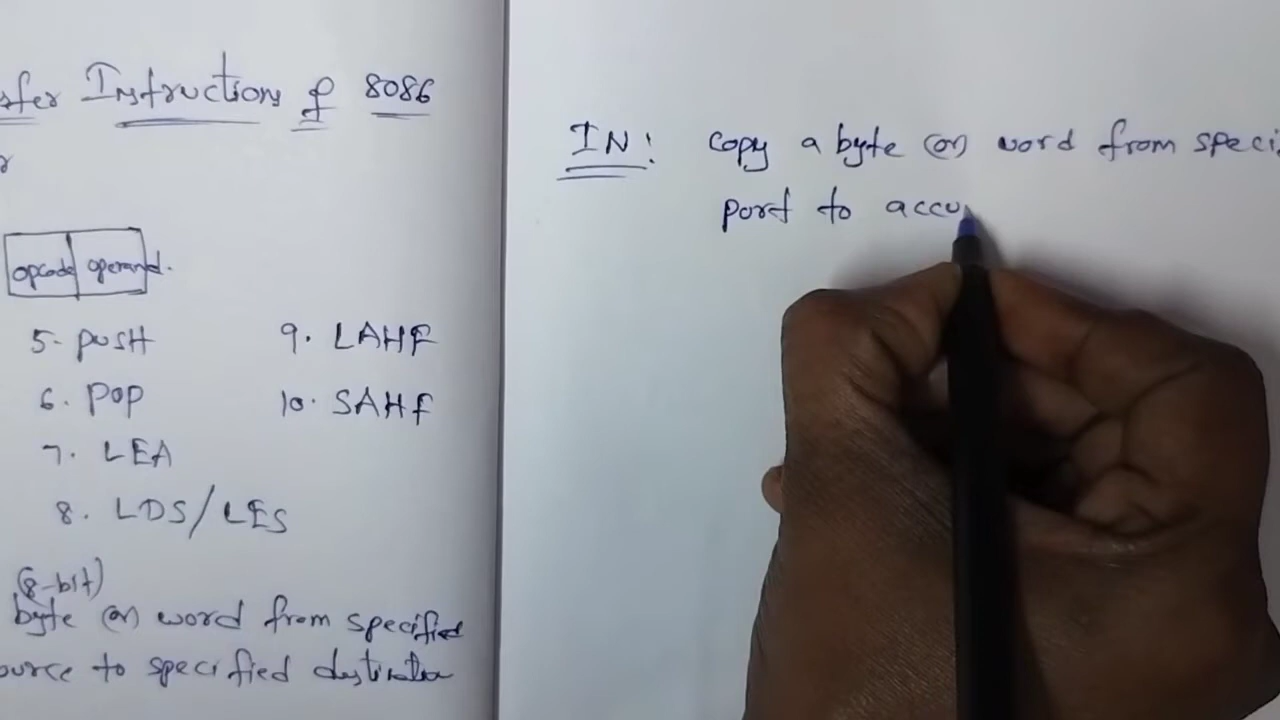 sfer Instructions of 8086
r
opcode operand.
5. PUSH
6. POP
7. LEA
8. LDS/LES
9. LAHF
10. SAHF
(8-bit)
byte (or) word from specified
ource to specified destination
IN: Copy a byte (or) word from speci
port to accu